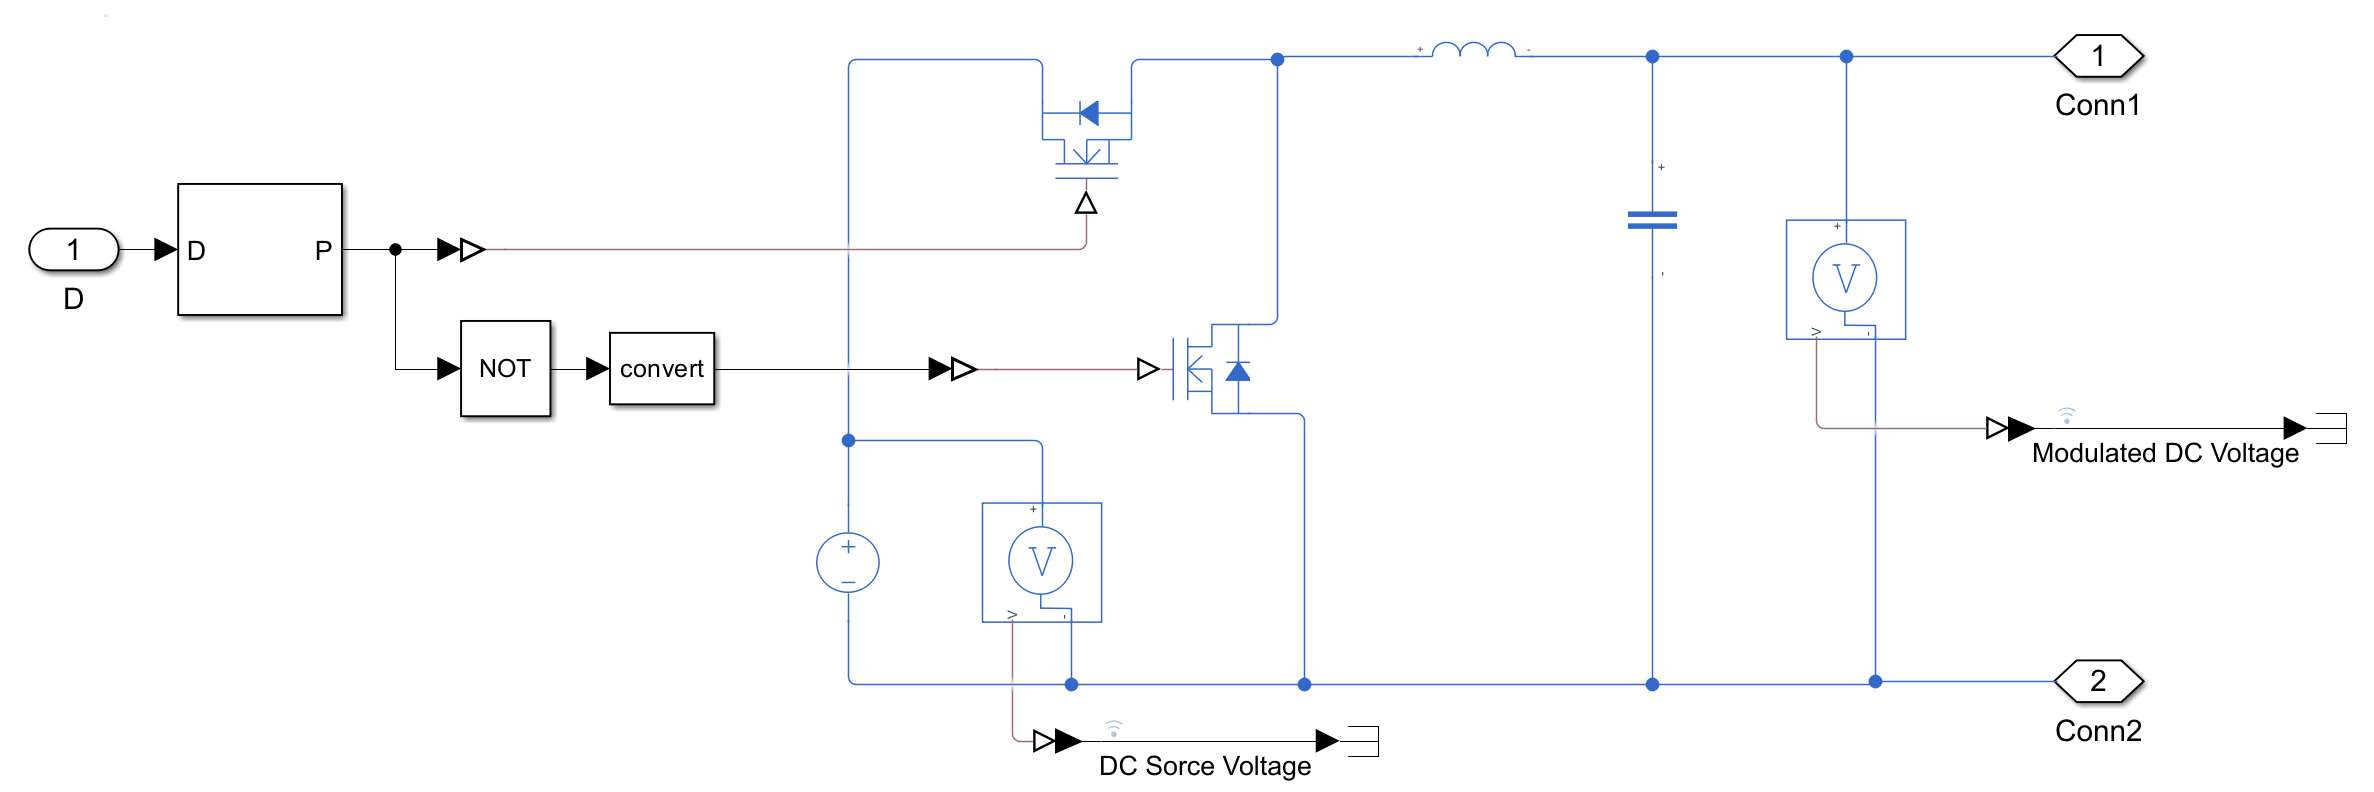 1
Conn1
1
D
D
P
NOT
convert
V
V
Modulated DC Voltage
V
V
2
Conn2
DC Sorce Voltage